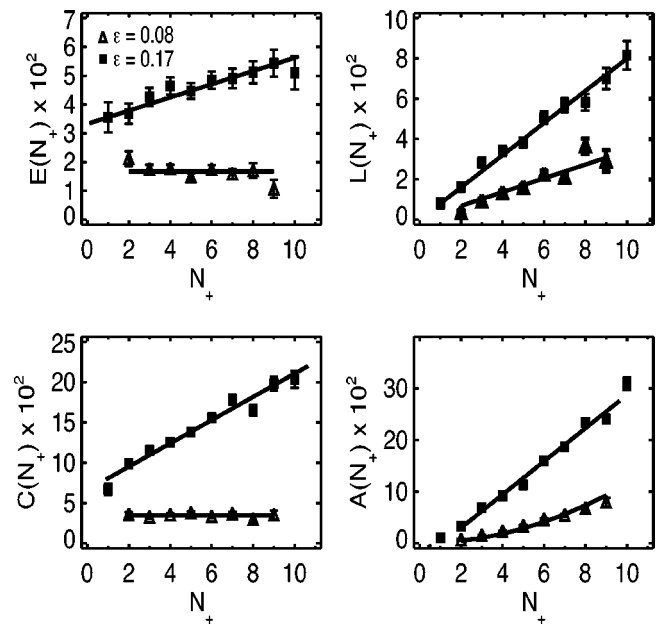 7
6
5
4
3
2
1
0
E(N+) x 10²
△ ε = 0.08
■ ε = 0.17
0 2 4 6 8 10
N+
10
8
6
4
2
0
L(N+) x 10²
0 2 4 6 8 10
N+
25
20
15
10
5
0
C(N+) x 10²
0 2 4 6 8 10
N+
30
20
10
0
A(N+) x 10²
0 2 4 6 8 10
N+